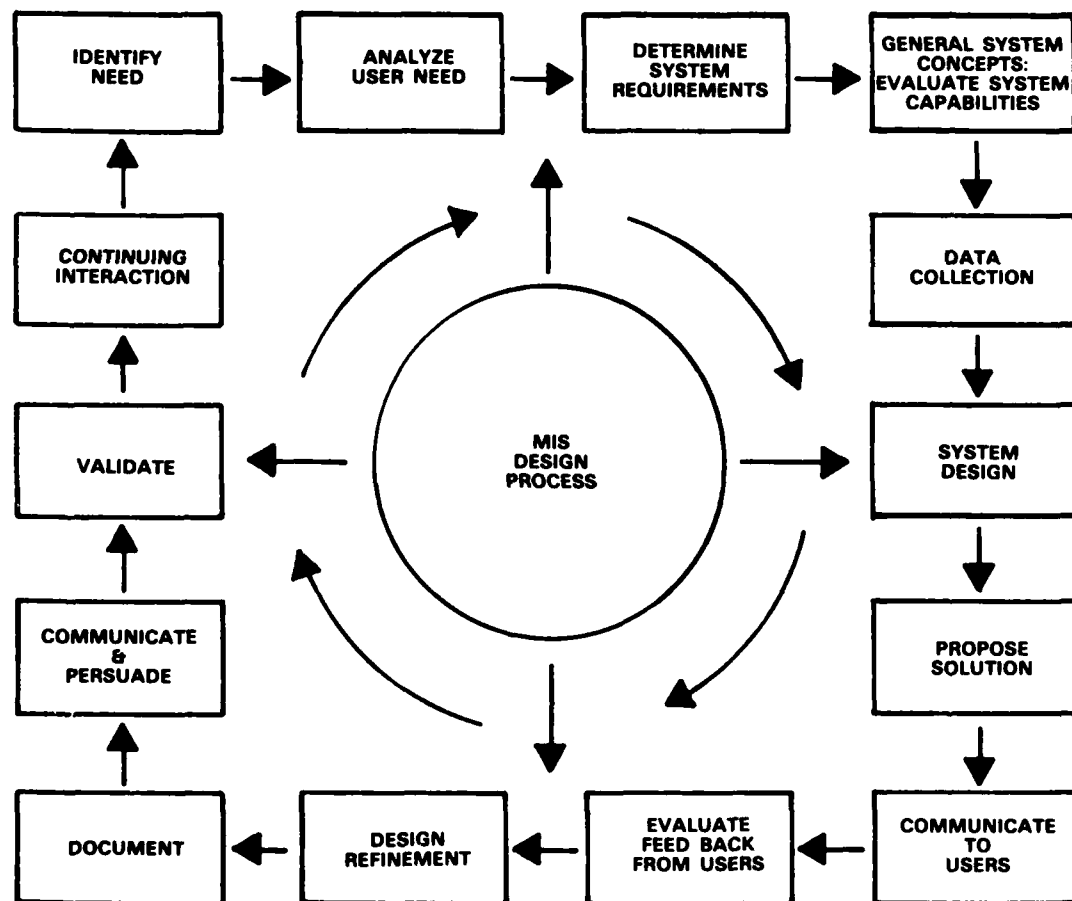 IDENTIFY
NEED
ANALYZE
USER NEED
DETERMINE
SYSTEM
REQUIREMENTS
GENERAL SYSTEM
CONCEPTS:
EVALUATE SYSTEM
CAPABILITIES
CONTINUING
INTERACTION
DATA
COLLECTION
VALIDATE
MIS
DESIGN
PROCESS
SYSTEM
DESIGN
COMMUNICATE
&
PERSUADE
PROPOSE
SOLUTION
DOCUMENT
DESIGN
REFINEMENT
EVALUATE
FEED BACK
FROM USERS
COMMUNICATE
TO
USERS